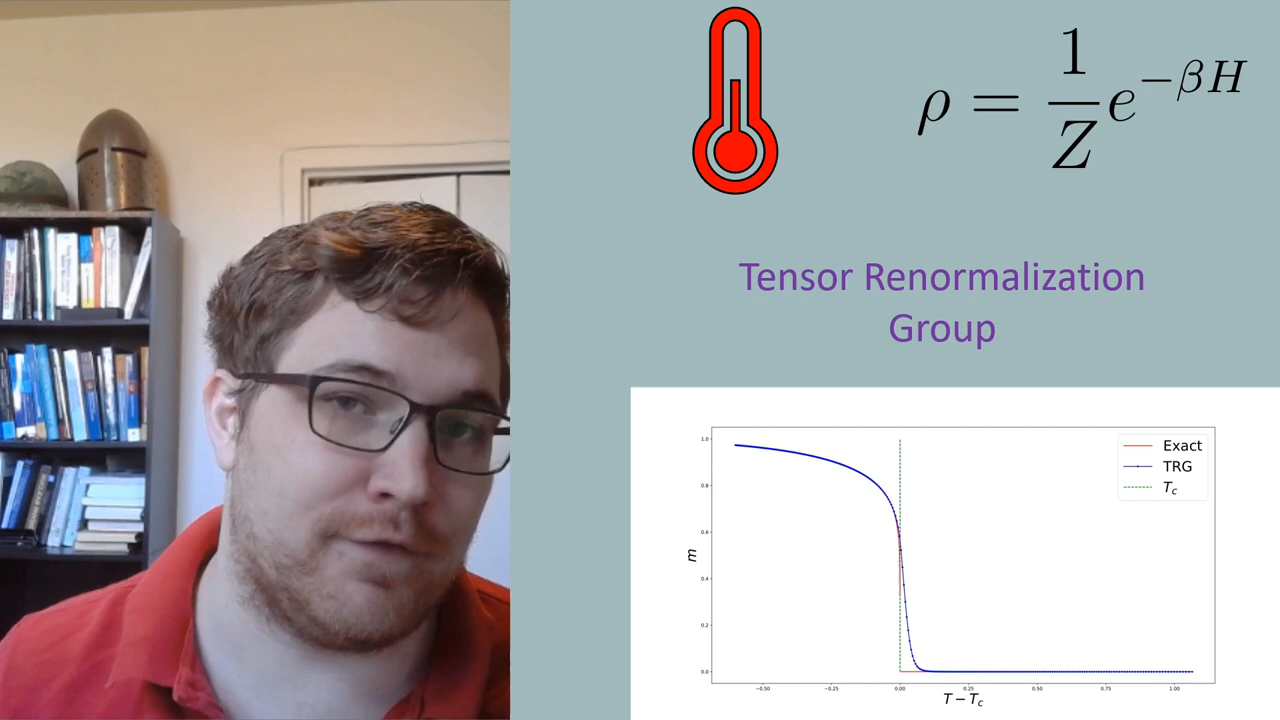 ρ = 1/Z e^{-βH}
Tensor Renormalization
Group
Exact
TRG
T_c
m
1.0
0.8
0.6
0.4
0.2
0.0
−0.50 −0.25 0.00 0.25 0.50 0.75 1.00
T − T_c